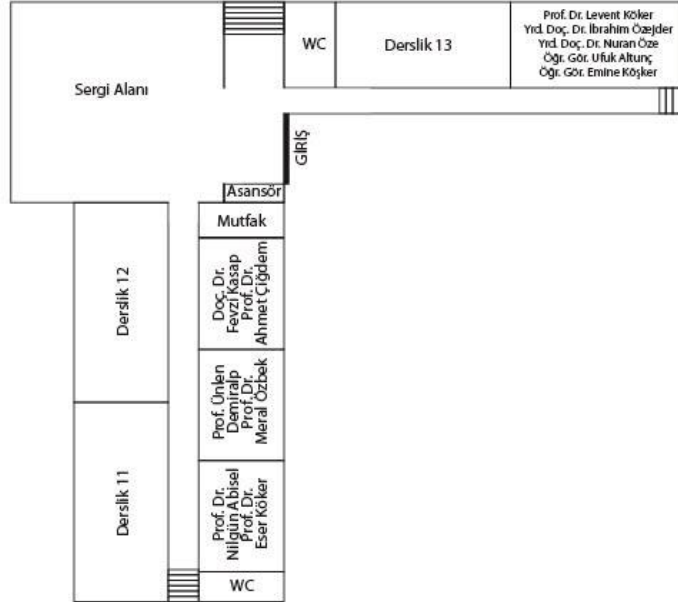 Sergi Alanı
WC
Derslik 13
Prof. Dr. Levent Köker
Yrd. Doç. Dr. İbrahim Özejder
Yrd. Doç. Dr. Nuran Öze
Öğr. Gör. Ufuk Altunç
Öğr. Gör. Emine Köşker
GİRİŞ
Asansör
Mutfak
Derslik 12
Doç. Dr.
Fevzi Kasap
Prof. Dr.
Ahmet Çiğdem
Prof. Ünlen
Demiralp
Prof. Dr.
Meral Özbek
Derslik 11
Prof. Dr.
Nilgün Abisel
Prof. Dr.
Eser Köker
WC